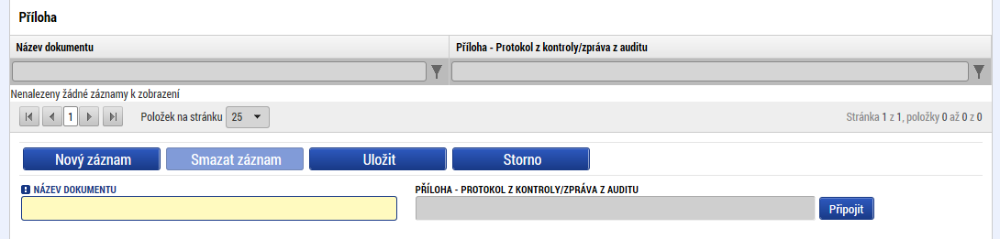 Příloha
Název dokumentu Příloha - Protokol z kontroly/zpráva z auditu
Nenalezeny žádné záznamy k zobrazení
1 Položek na stránku 25 Stránka 1 z 1, položky 0 až 0 z 0
Nový záznam Smazat záznam Uložit Storno
NÁZEV DOKUMENTU PŘÍLOHA - PROTOKOL Z KONTROLY/ZPRÁVA Z AUDITU
Připojit